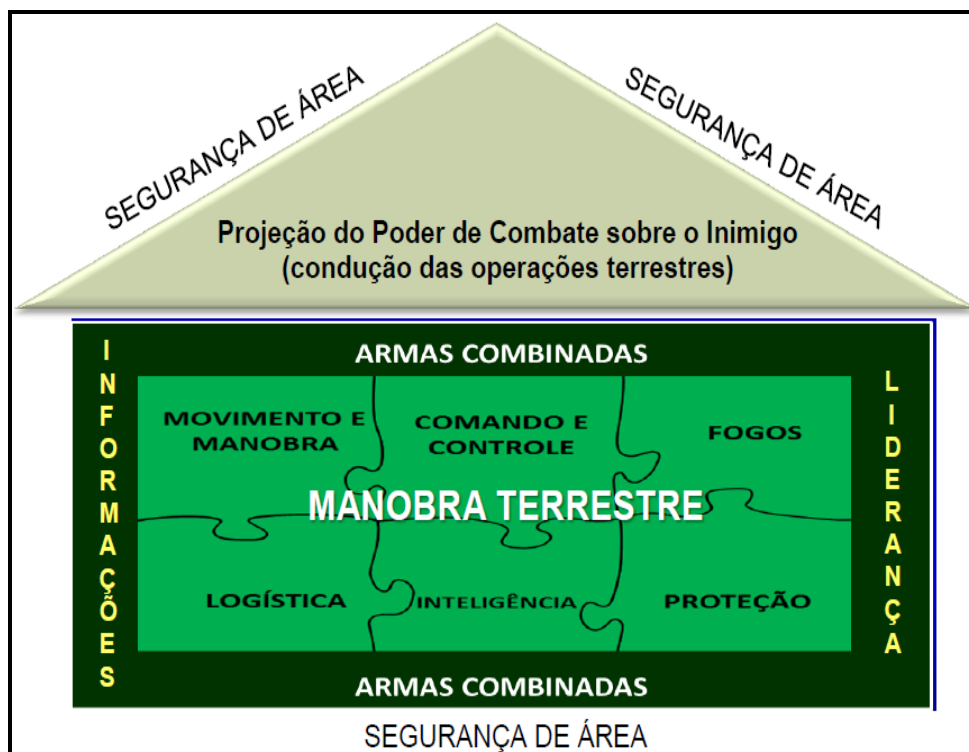 SEGURANÇA DE ÁREA
SEGURANÇA DE ÁREA
Projeção do Poder de Combate sobre o Inimigo
(condução das operações terrestres)
ARMAS COMBINADAS
INFORMAÇÕES
MOVIMENTO E
MANOBRA
COMANDO E
CONTROLE
FOGOS
MANOBRA TERRESTRE
LOGÍSTICA
INTELIGÊNCIA
PROTEÇÃO
LIDERANÇA
ARMAS COMBINADAS
SEGURANÇA DE ÁREA